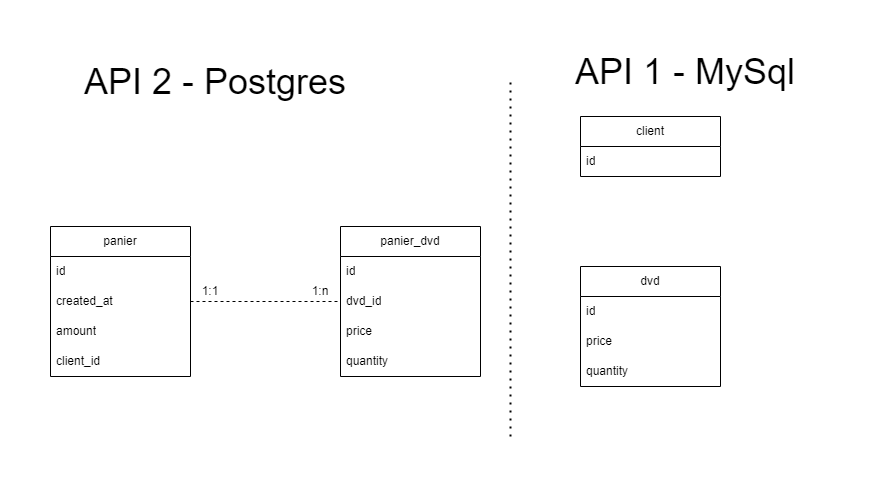 API 2 - Postgres
API 1 - MySql
client
id
panier
id
created_at
amount
client_id
1:1
1:n
panier_dvd
id
dvd_id
price
quantity
dvd
id
price
quantity